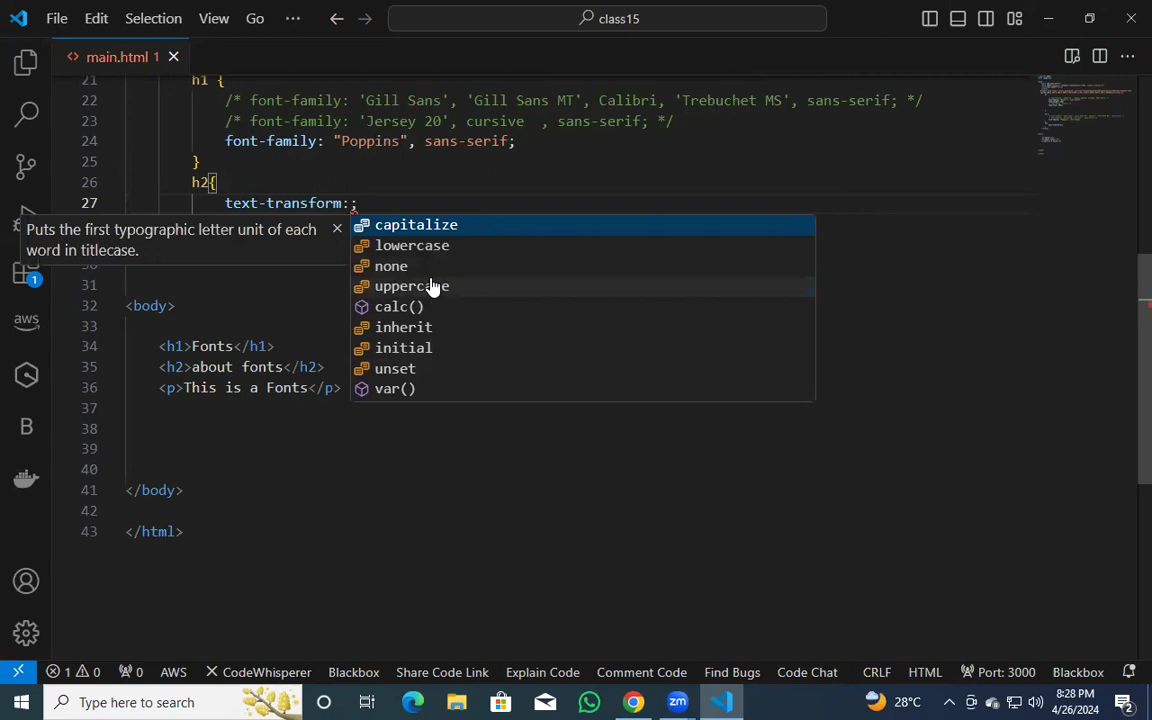 File Edit Selection View Go ··· class15
main.html 1
21 h1 {
22 /* font-family: 'Gill Sans', 'Gill Sans MT', Calibri, 'Trebuchet MS', sans-serif; */
23 /* font-family: 'Jersey 20', cursive , sans-serif; */
24 font-family: "Poppins", sans-serif;
25 }
26 h2{
27 text-transform:;
Puts the first typographic letter unit of each
word in titlecase.
capitalize
lowercase
none
uppercase
calc()
inherit
initial
unset
var()
31
32 <body>
33
34 <h1>Fonts</h1>
35 <h2>about fonts</h2>
36 <p>This is a Fonts</p>
37
38
39
40
41 </body>
42
43 </html>
1
aws
B
1 0 0 AWS CodeWhisperer Blackbox Share Code Link Explain Code Comment Code Find Bugs Code Chat CRLF HTML Port: 3000 Blackbox
Type here to search 28°C 8:28 PM 4/26/2024 2